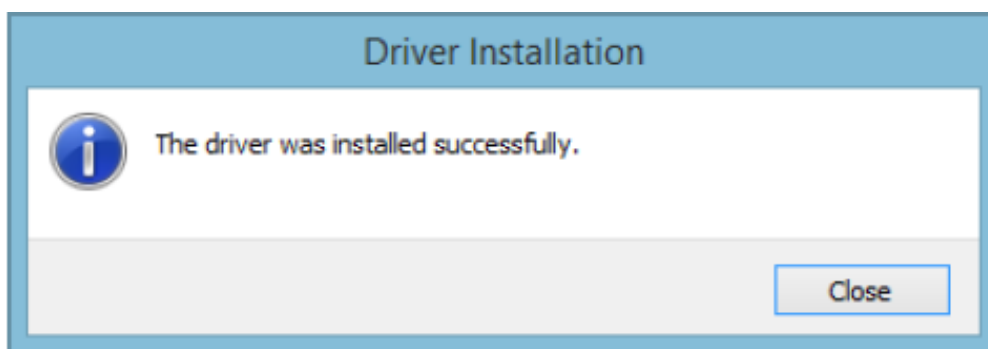 Driver Installation
The driver was installed successfully.
Close